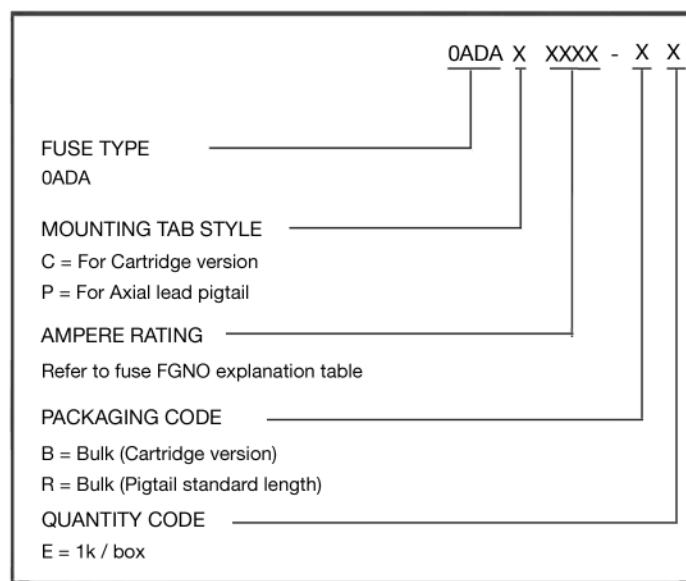 0ADA X XXXX - X X
FUSE TYPE
0ADA
MOUNTING TAB STYLE
C = For Cartridge version
P = For Axial lead pigtail
AMPERE RATING
Refer to fuse FGNO explanation table
PACKAGING CODE
B = Bulk (Cartridge version)
R = Bulk (Pigtail standard length)
QUANTITY CODE
E = 1k / box